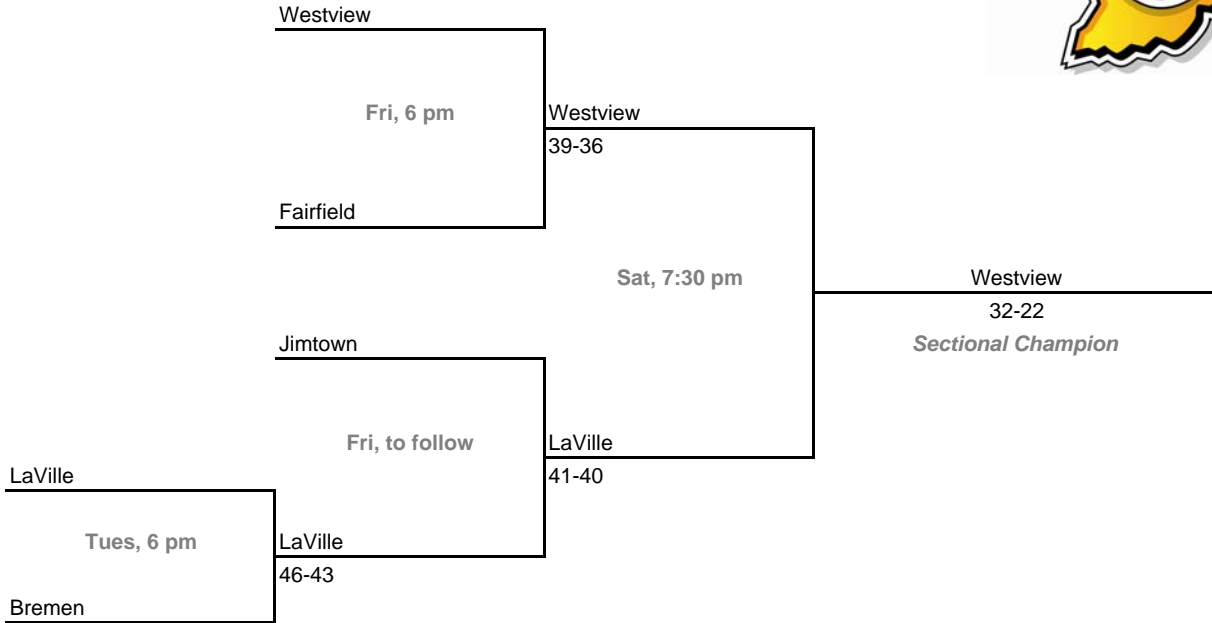 Westview
Fri, 6 pm
Westview
39-36
Fairfield
Sat, 7:30 pm
Westview
32-22
Jimtown
Sectional Champion
Fri, to follow
LaVille
LaVille
41-40
Tues, 6 pm
LaVille
46-43
Bremen